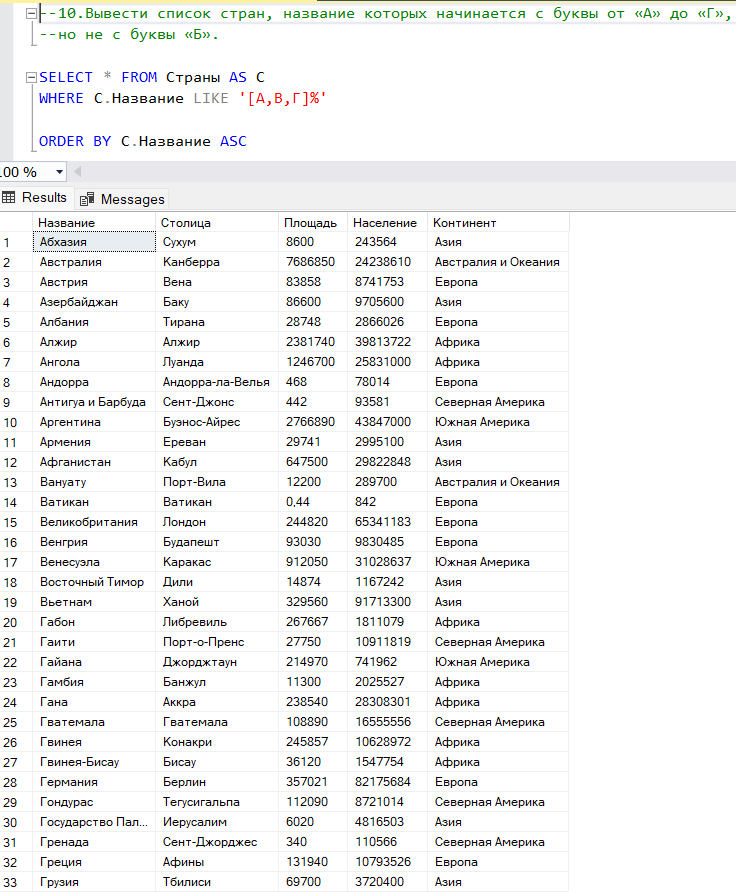 --10.Вывести список стран, название которых начинается с буквы от «А» до «Г»,
--но не с буквы «Б».
SELECT * FROM Страны AS С
WHERE С.Название LIKE '[А,В,Г]%'
ORDER BY С.Название ASC
.00 %
Results Messages
Название Столица Площадь Население Континент
1 Абхазия Сухум 8600 243564 Азия
2 Австралия Канберра 7686850 24238610 Австралия и Океания
3 Австрия Вена 83858 8741753 Европа
4 Азербайджан Баку 86600 9705600 Азия
5 Албания Тирана 28748 2866026 Европа
6 Алжир Алжир 2381740 39813722 Африка
7 Ангола Луанда 1246700 25831000 Африка
8 Андорра Андорра-ла-Велья 468 78014 Европа
9 Антигуа и Барбуда Сент-Джонс 442 93581 Северная Америка
10 Аргентина Буэнос-Айрес 2766890 43847000 Южная Америка
11 Армения Ереван 29741 2995100 Азия
12 Афганистан Кабул 647500 29822848 Азия
13 Вануату Порт-Вила 12200 289700 Австралия и Океания
14 Ватикан Ватикан 0,44 842 Европа
15 Великобритания Лондон 244820 65341183 Европа
16 Венгрия Будапешт 93030 9830485 Европа
17 Венесуэла Каракас 912050 31028637 Южная Америка
18 Восточный Тимор Дили 14874 1167242 Азия
19 Вьетнам Ханой 329560 91713300 Азия
20 Габон Либревиль 267667 1811079 Африка
21 Гаити Порт-о-Пренс 27750 10911819 Северная Америка
22 Гайана Джорджтаун 214970 741962 Южная Америка
23 Гамбия Банжул 11300 2025527 Африка
24 Гана Аккра 238540 28308301 Африка
25 Гватемала Гватемала 108890 16555556 Северная Америка
26 Гвинея Конакри 245857 10628972 Африка
27 Гвинея-Бисау Бисау 36120 1547754 Африка
28 Германия Берлин 357021 82175684 Европа
29 Гондурас Тегусигальпа 112090 8721014 Северная Америка
30 Государство Пал... Иерусалим 6020 4816503 Азия
31 Гренада Сент-Джорджес 340 110566 Северная Америка
32 Греция Афины 131940 10793526 Европа
33 Грузия Тбилиси 69700 3720400 Азия